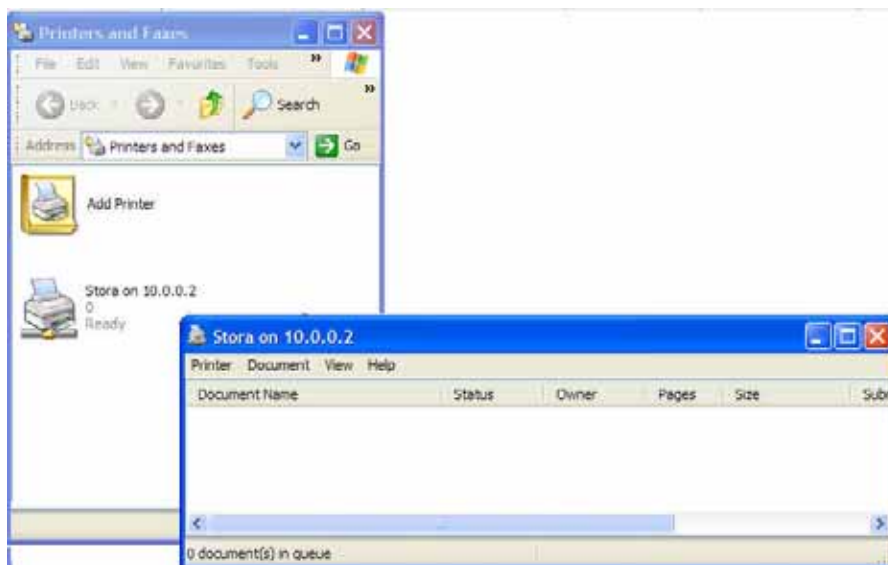 Printers and Faxes
File Edit View Favorites Tools »
Back Search »
Address Printers and Faxes Go
Add Printer
Stora on 10.0.0.2
0
Ready
Stora on 10.0.0.2
Printer Document View Help
Document Name Status Owner Pages Size Sub
0 document(s) in queue